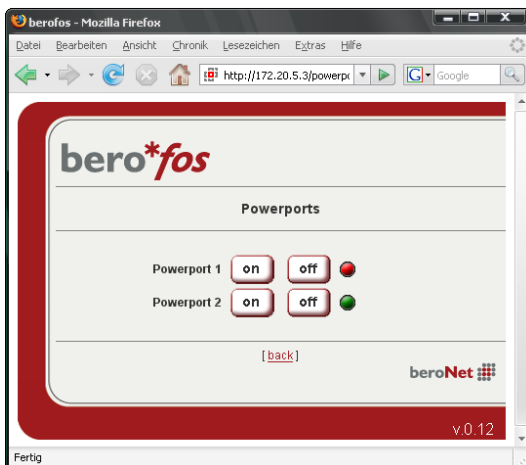 berofos - Mozilla Firefox
Datei Bearbeiten Ansicht Chronik Lesezeichen Extras Hilfe
http://172.20.5.3/powerpo G Google
bero*fos
Powerports
Powerport 1 on off
Powerport 2 on off
[back]
beroNet
v.0.12
Fertig